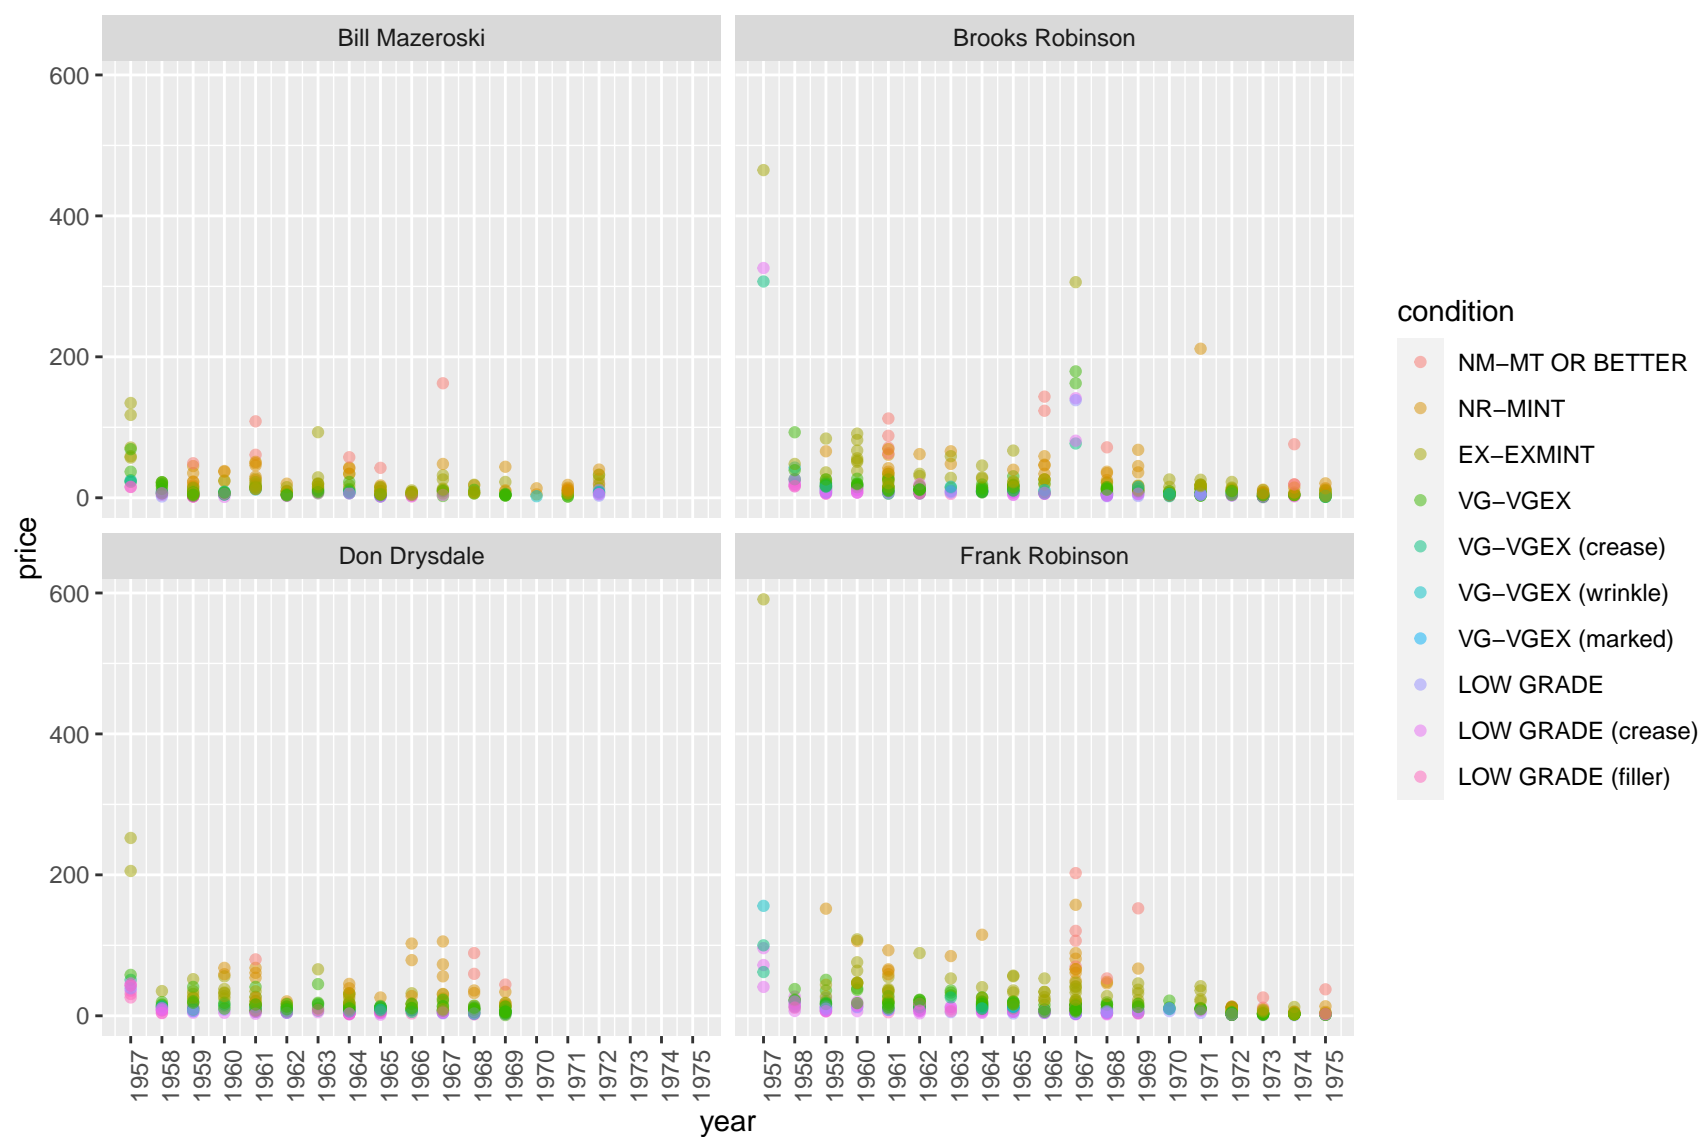 Bill Mazeroski
Brooks Robinson
600
400
200
0
Don Drysdale
Frank Robinson
600
400
200
0
1957 1958 1959 1960 1961 1962 1963 1964 1965 1966 1967 1968 1969 1970 1971 1972 1973 1974 1975
1957 1958 1959 1960 1961 1962 1963 1964 1965 1966 1967 1968 1969 1970 1971 1972 1973 1974 1975
year
price
condition
NM−MT OR BETTER
NR−MINT
EX−EXMINT
VG−VGEX
VG−VGEX (crease)
VG−VGEX (wrinkle)
VG−VGEX (marked)
LOW GRADE
LOW GRADE (crease)
LOW GRADE (filler)